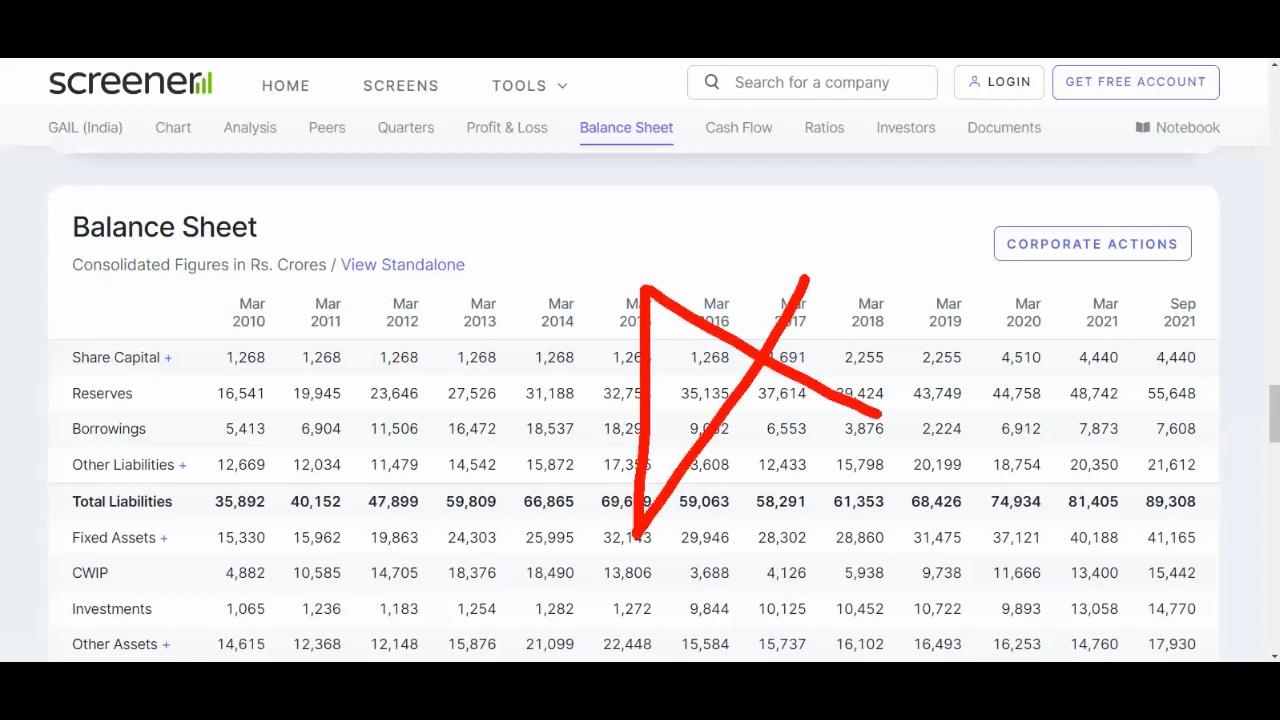 screener
HOME SCREENS TOOLS Search for a company LOGIN GET FREE ACCOUNT
GAIL (India) Chart Analysis Peers Quarters Profit & Loss Balance Sheet Cash Flow Ratios Investors Documents Notebook
Balance Sheet
CORPORATE ACTIONS
Consolidated Figures in Rs. Crores / View Standalone
Mar Mar Mar Mar Mar Mar Mar Mar Mar Mar Mar Sep
2010 2011 2012 2013 2014 2016 2018 2019 2020 2021 2021
Share Capital + 1,268 1,268 1,268 1,268 1,268 1,268 2,255 2,255 4,510 4,440 4,440
Reserves 16,541 19,945 23,646 27,526 31,188 35,135 37,614 43,749 44,758 48,742 55,648
Borrowings 5,413 6,904 11,506 16,472 18,537 6,553 3,876 2,224 6,912 7,873 7,608
Other Liabilities + 12,669 12,034 11,479 14,542 15,872 12,433 15,798 20,199 18,754 20,350 21,612
Total Liabilities 35,892 40,152 47,899 59,809 66,865 59,063 58,291 61,353 68,426 74,934 81,405 89,308
Fixed Assets + 15,330 15,962 19,863 24,303 25,995 29,946 28,302 28,860 31,475 37,121 40,188 41,165
CWIP 4,882 10,585 14,705 18,376 18,490 13,806 3,688 4,126 5,938 9,738 11,666 13,400 15,442
Investments 1,065 1,236 1,183 1,254 1,282 1,272 9,844 10,125 10,452 10,722 9,893 13,058 14,770
Other Assets + 14,615 12,368 12,148 15,876 21,099 22,448 15,584 15,737 16,102 16,493 16,253 14,760 17,930